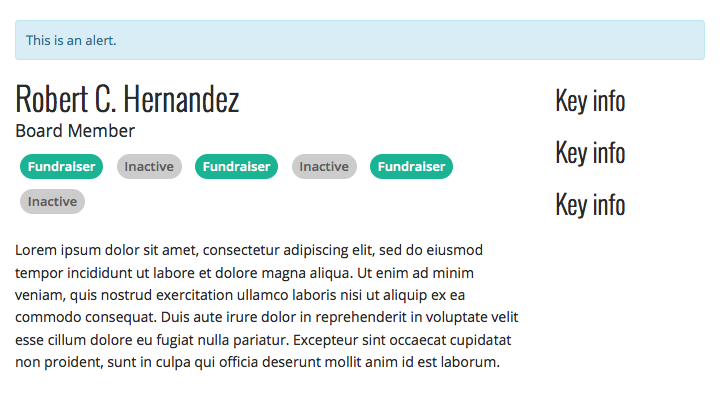 This is an alert.
Robert C. Hernandez
Board Member
Fundraiser Inactive Fundraiser Inactive Fundraiser
Inactive
Lorem ipsum dolor sit amet, consectetur adipiscing elit, sed do eiusmod
tempor incididunt ut labore et dolore magna aliqua. Ut enim ad minim
veniam, quis nostrud exercitation ullamco laboris nisi ut aliquip ex ea
commodo consequat. Duis aute irure dolor in reprehenderit in voluptate velit
esse cillum dolore eu fugiat nulla pariatur. Excepteur sint occaecat cupidatat
non proident, sunt in culpa qui officia deserunt mollit anim id est laborum.
Key info
Key info
Key info